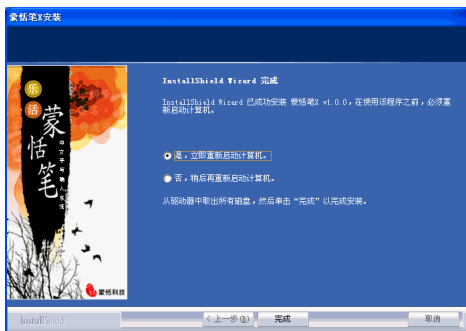 蒙恬笔X安装
InstallShield Wizard 完成
InstallShield Wizard 已成功安装 蒙恬笔X v1.0.0,在使用该程序之前,必须重
新启动计算机。
是,立即重新启动计算机。
否,稍后再重新启动计算机。
从驱动器中取出所有磁盘,然后单击“完成”以完成安装。
乐
活
蒙恬笔
蒙恬科技
InstallShield
< 上一步(B)
完成
取消